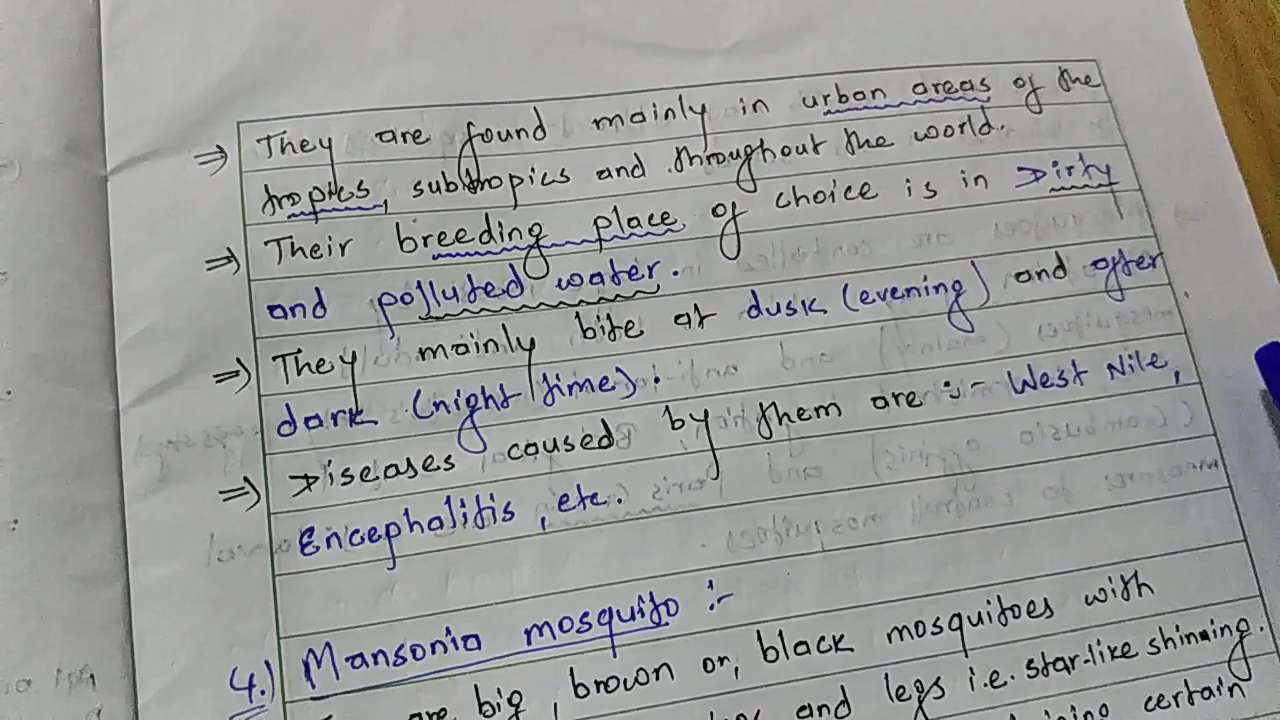 ⇒ They are found mainly in urban areas of the
tropics, subtropics and throughout the world.
⇒ Their breeding place of choice is in Dirty
and polluted water.
⇒ They mainly bite at dusk (evening) and after
dark (night time).
⇒ Diseases caused by them are :- West Nile,
Encephalitis, etc.
4.) Mansonia mosquito :-
are big, brown or, black mosquitoes with
and legs i.e. star-like shinning.
certain